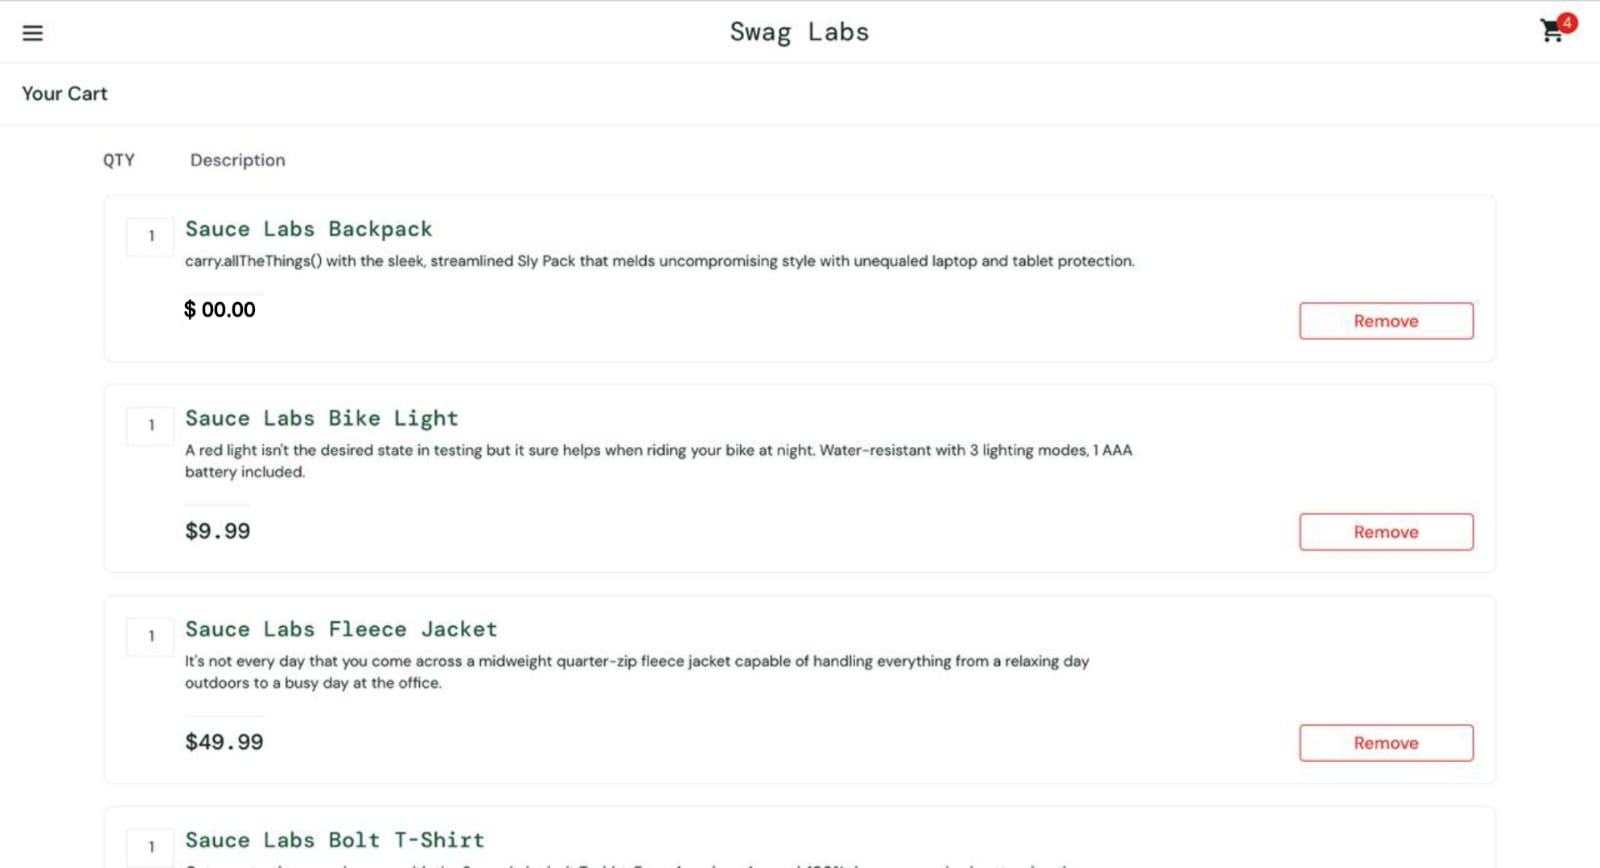 Swag Labs
4
Your Cart
QTY Description
1
Sauce Labs Backpack
carry.allTheThings() with the sleek, streamlined Sly Pack that melds uncompromising style with unequaled laptop and tablet protection.
$ 00.00
Remove
1
Sauce Labs Bike Light
A red light isn't the desired state in testing but it sure helps when riding your bike at night. Water-resistant with 3 lighting modes, 1 AAA
battery included.
$9.99
Remove
1
Sauce Labs Fleece Jacket
It's not every day that you come across a midweight quarter-zip fleece jacket capable of handling everything from a relaxing day
outdoors to a busy day at the office.
$49.99
Remove
1
Sauce Labs Bolt T-Shirt